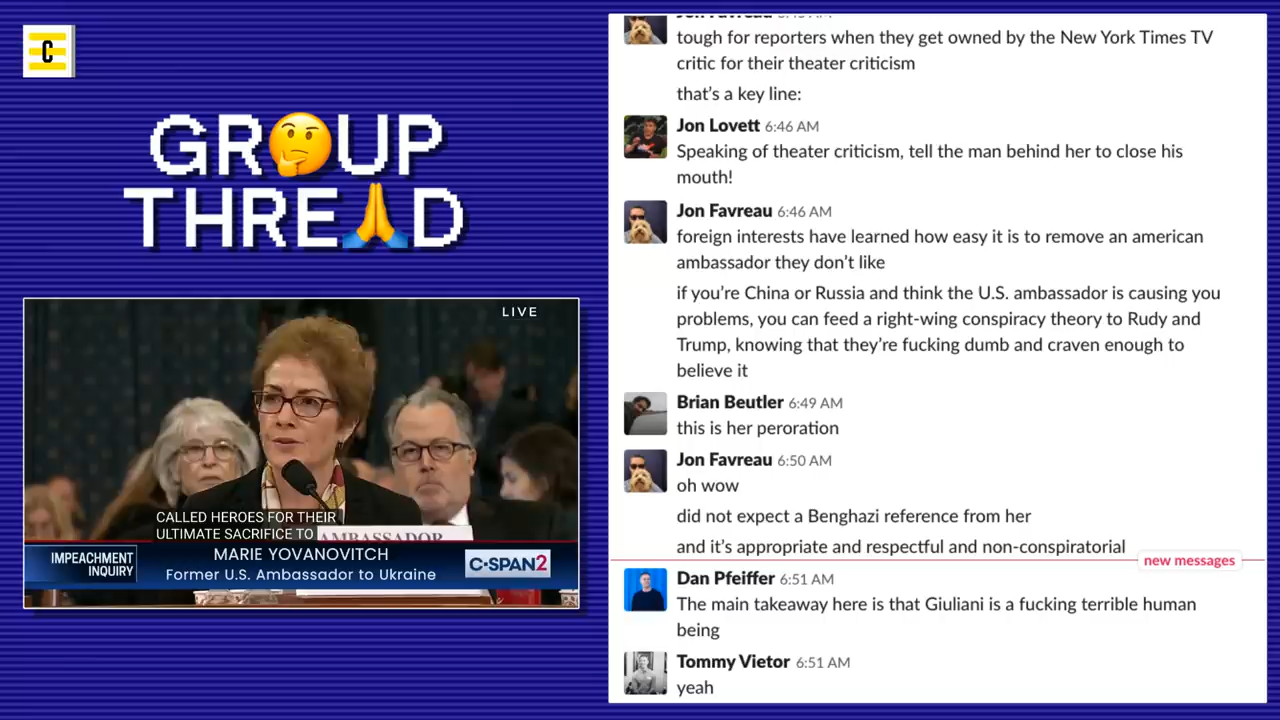 C
GR🤔UP
THRE🙏D
LIVE
CALLED HEROES FOR THEIR
ULTIMATE SACRIFICE TO
AMBASSADOR
IMPEACHMENT
INQUIRY
MARIE YOVANOVITCH
Former U.S. Ambassador to Ukraine
C-SPAN2
Jon Favreau
tough for reporters when they get owned by the New York Times TV
critic for their theater criticism
that’s a key line:
Jon Lovett 6:46 AM
Speaking of theater criticism, tell the man behind her to close his
mouth!
Jon Favreau 6:46 AM
foreign interests have learned how easy it is to remove an american
ambassador they don’t like
if you’re China or Russia and think the U.S. ambassador is causing you
problems, you can feed a right-wing conspiracy theory to Rudy and
Trump, knowing that they’re fucking dumb and craven enough to
believe it
Brian Beutler 6:49 AM
this is her peroration
Jon Favreau 6:50 AM
oh wow
did not expect a Benghazi reference from her
and it’s appropriate and respectful and non-conspiratorial
new messages
Dan Pfeiffer 6:51 AM
The main takeaway here is that Giuliani is a fucking terrible human
being
Tommy Vietor 6:51 AM
yeah